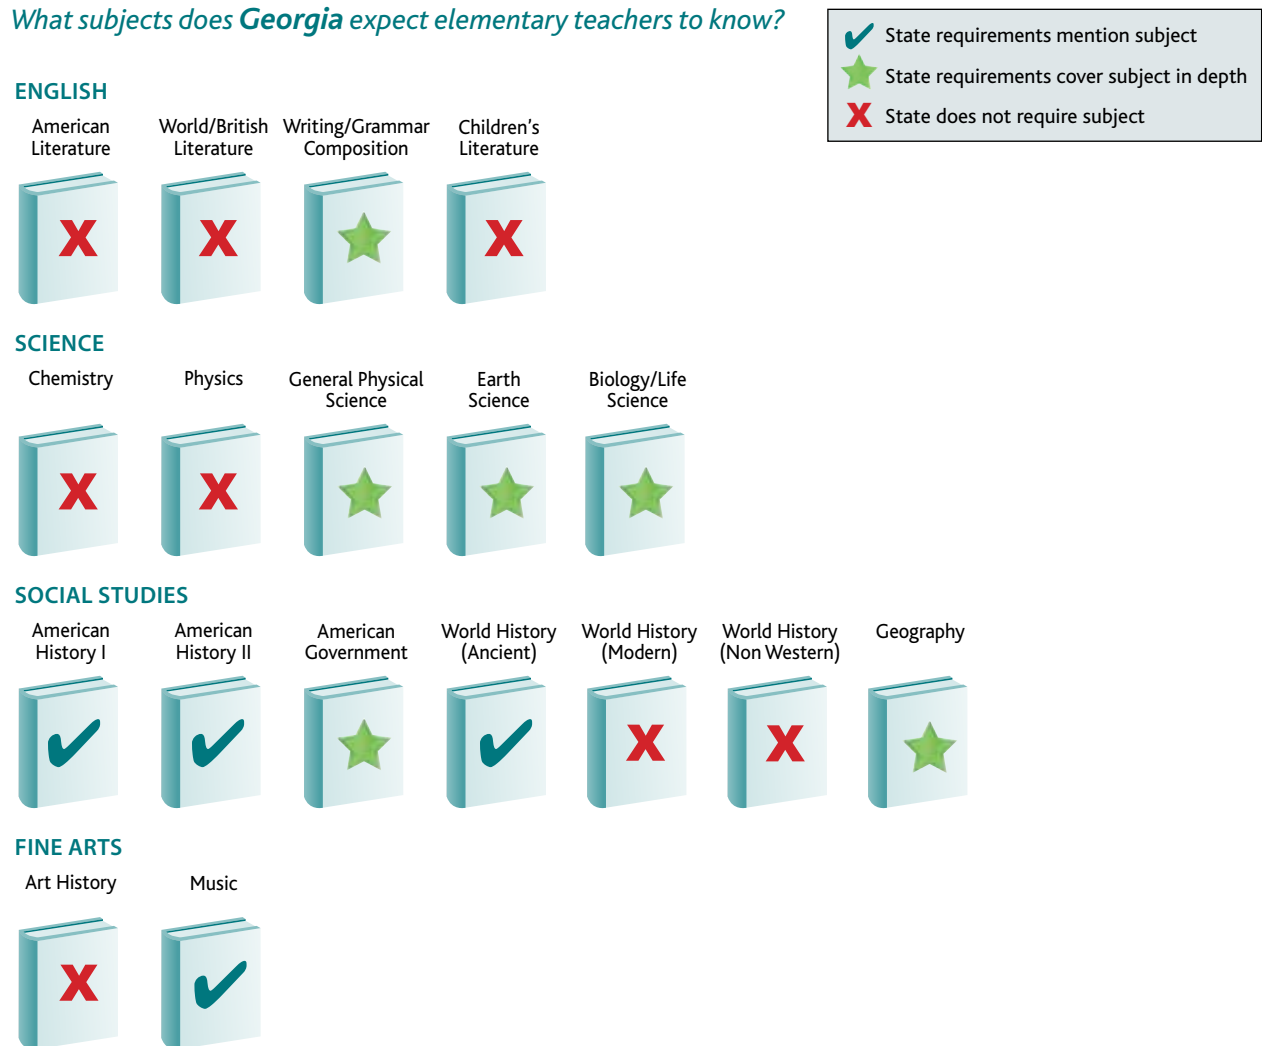 What subjects does Georgia expect elementary teachers to know?
State requirements mention subject
State requirements cover subject in depth
X State does not require subject
ENGLISH
American
Literature
World/British
Literature
Writing/Grammar
Composition
Children's
Literature
X
X
X
SCIENCE
Chemistry
Physics
General Physical
Science
Earth
Science
Biology/Life
Science
X
X
SOCIAL STUDIES
American
History I
American
History II
American
Government
World History
(Ancient)
World History
(Modern)
World History
(Non Western)
Geography
X
X
FINE ARTS
Art History
Music
X